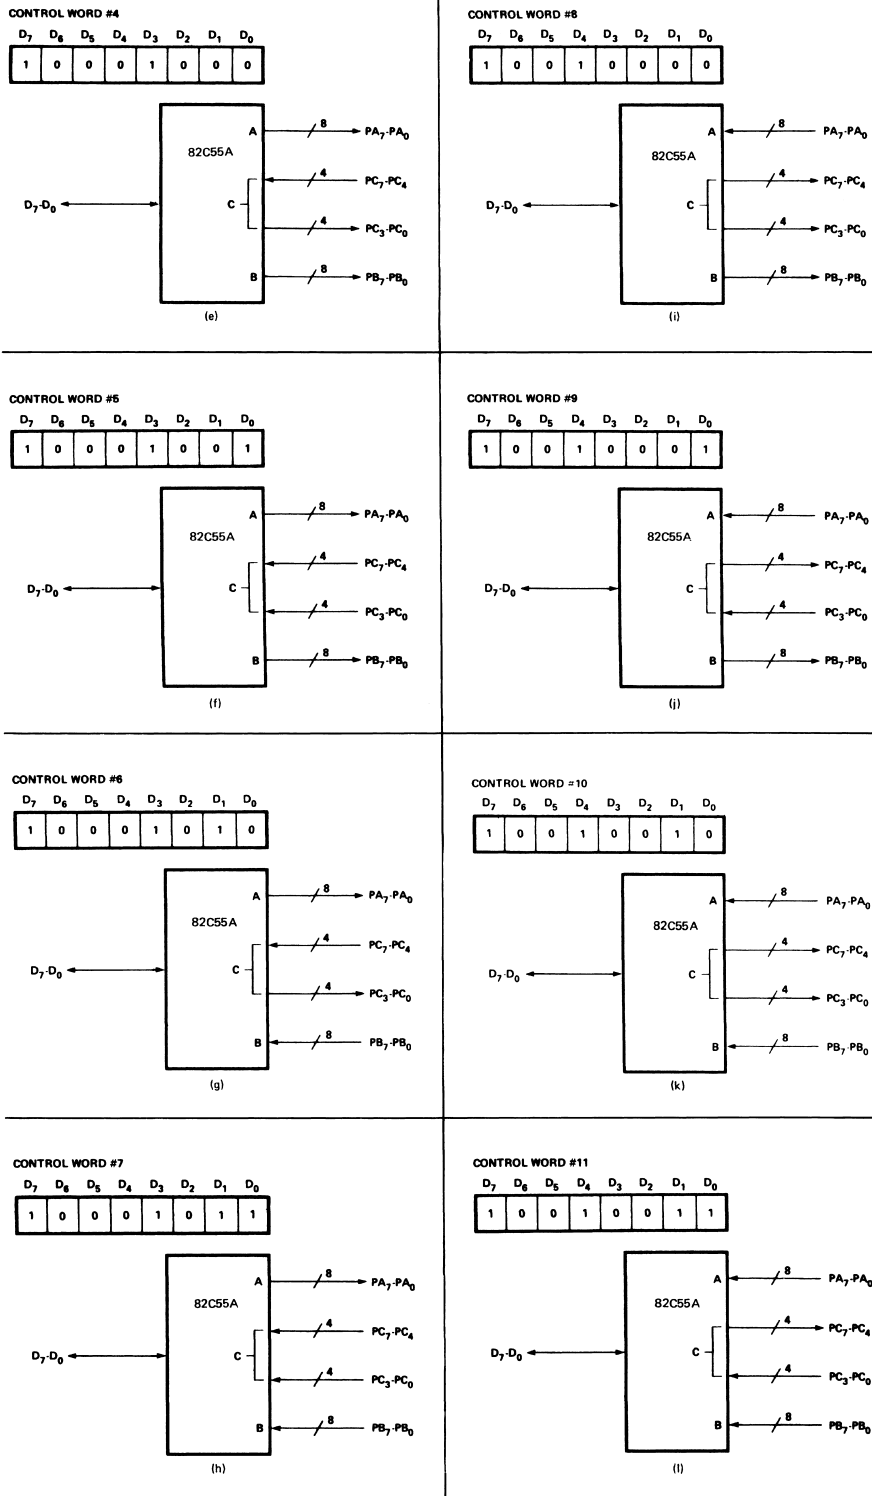 CONTROL WORD #4
D7 D6 D5 D4 D3 D2 D1 D0
1 0 0 0 1 0 0 0
A 8 PA7-PA0
82C55A
4 PC7-PC4
D7-D0 C
4 PC3-PC0
B 8 PB7-PB0
(e)
CONTROL WORD #5
D7 D6 D5 D4 D3 D2 D1 D0
1 0 0 0 1 0 0 1
A 8 PA7-PA0
82C55A
4 PC7-PC4
D7-D0 C
4 PC3-PC0
B 8 PB7-PB0
(f)
CONTROL WORD #6
D7 D6 D5 D4 D3 D2 D1 D0
1 0 0 0 1 0 1 0
A 8 PA7-PA0
82C55A
4 PC7-PC4
D7-D0 C
4 PC3-PC0
B 8 PB7-PB0
(g)
CONTROL WORD #7
D7 D6 D5 D4 D3 D2 D1 D0
1 0 0 0 1 0 1 1
A 8 PA7-PA0
82C55A
4 PC7-PC4
D7-D0 C
4 PC3-PC0
B 8 PB7-PB0
(h)
CONTROL WORD #8
D7 D6 D5 D4 D3 D2 D1 D0
1 0 0 1 0 0 0 0
A 8 PA7-PA0
82C55A
4 PC7-PC4
D7-D0 C
4 PC3-PC0
B 8 PB7-PB0
(i)
CONTROL WORD #9
D7 D6 D5 D4 D3 D2 D1 D0
1 0 0 1 0 0 0 1
A 8 PA7-PA0
82C55A
4 PC7-PC4
D7-D0 C
4 PC3-PC0
B 8 PB7-PB0
(j)
CONTROL WORD #10
D7 D6 D5 D4 D3 D2 D1 D0
1 0 0 1 0 0 1 0
A 8 PA7-PA0
82C55A
4 PC7-PC4
D7-D0 C
4 PC3-PC0
B 8 PB7-PB0
(k)
CONTROL WORD #11
D7 D6 D5 D4 D3 D2 D1 D0
1 0 0 1 0 0 1 1
A 8 PA7-PA0
82C55A
4 PC7-PC4
D7-D0 C
4 PC3-PC0
B 8 PB7-PB0
(l)